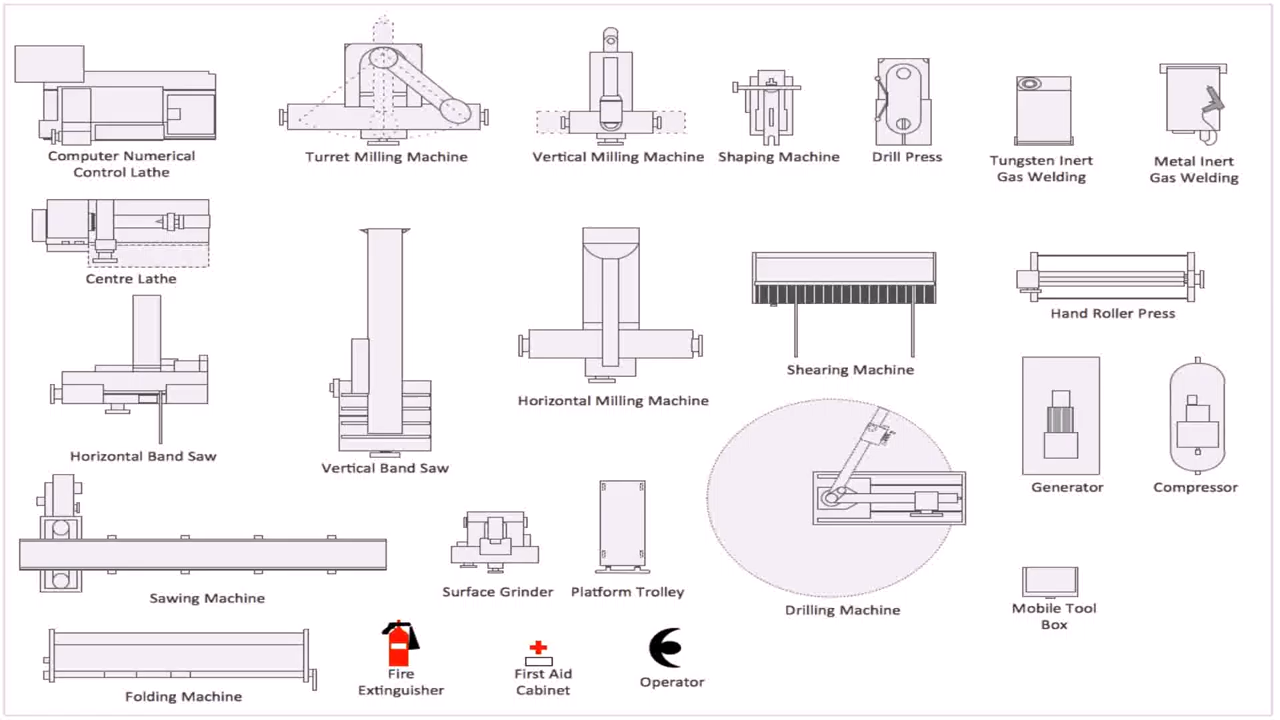 Computer Numerical
Control Lathe
Turret Milling Machine
Vertical Milling Machine
Shaping Machine
Drill Press
Tungsten Inert
Gas Welding
Metal Inert
Gas Welding
Centre Lathe
Hand Roller Press
Shearing Machine
Horizontal Milling Machine
Horizontal Band Saw
Vertical Band Saw
Generator
Compressor
Sawing Machine
Surface Grinder
Platform Trolley
Drilling Machine
Mobile Tool
Box
Folding Machine
Fire
Extinguisher
First Aid
Cabinet
Operator